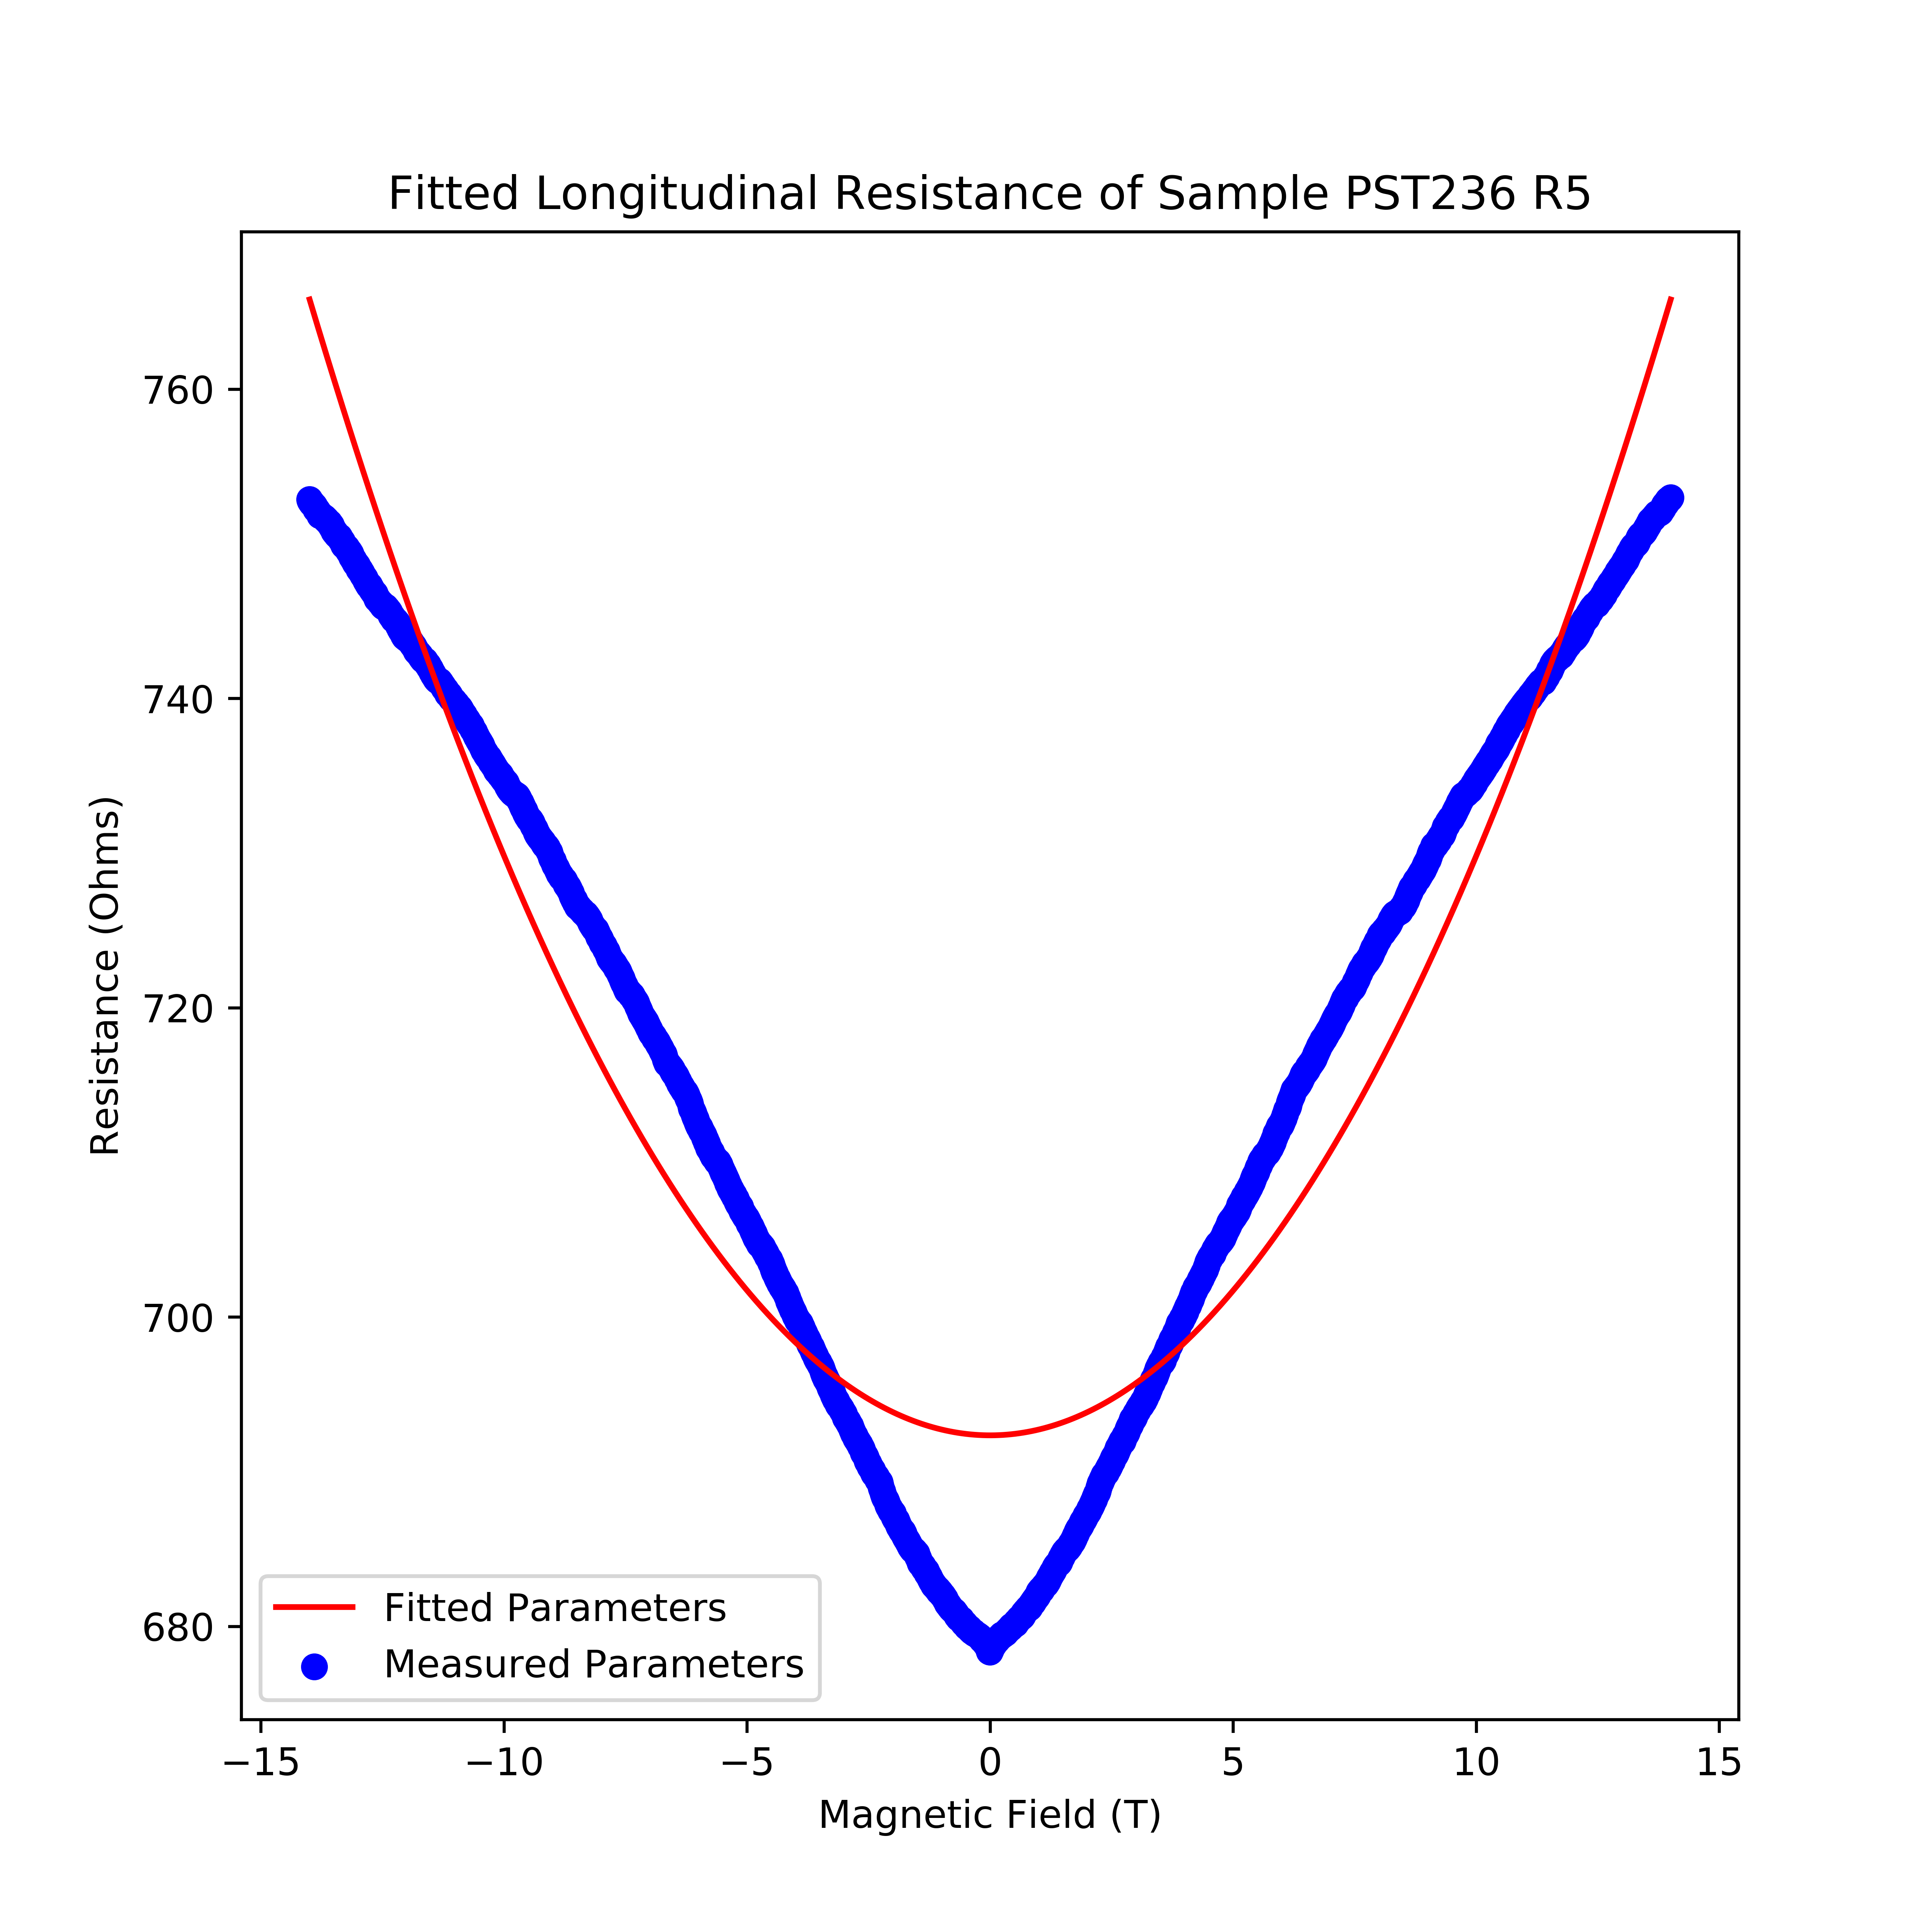 Fitted Longitudinal Resistance of Sample PST236 R5
760
740
720
700
680
Resistance (Ohms)
Fitted Parameters
Measured Parameters
−15 −10 −5 0 5 10 15
Magnetic Field (T)